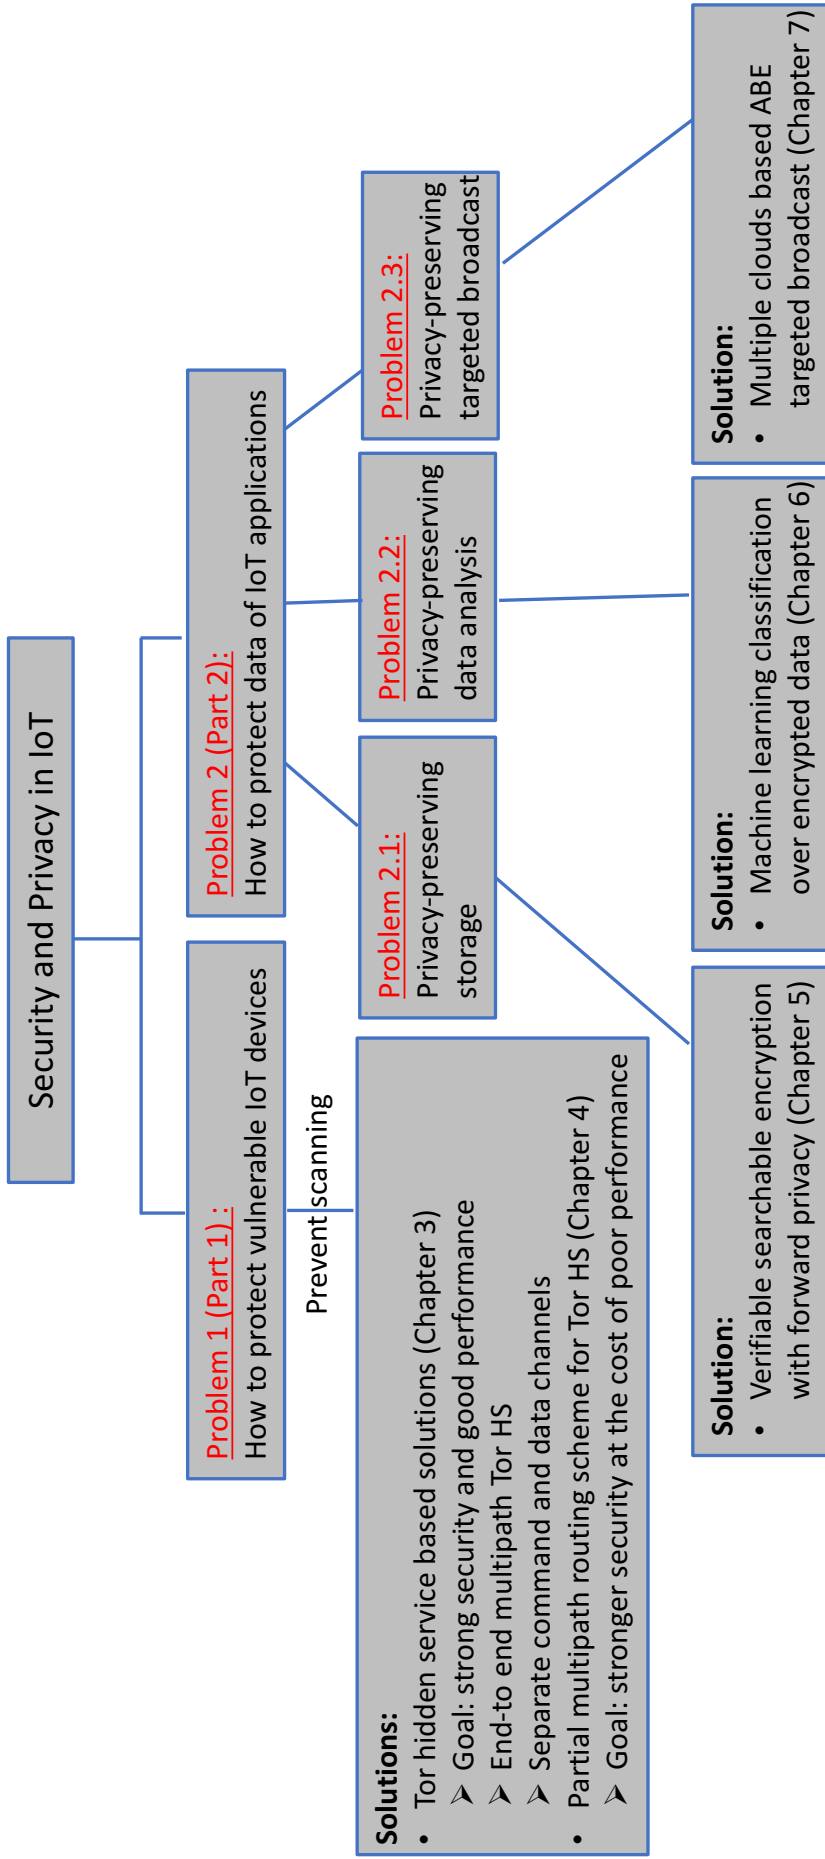 Security and Privacy in IoT
Problem 1 (Part 1) :
How to protect vulnerable IoT devices
Problem 2 (Part 2):
How to protect data of IoT applications
Prevent scanning
Solutions:
• Tor hidden service based solutions (Chapter 3)
➢ Goal: strong security and good performance
➢ End-to end multipath Tor HS
➢ Separate command and data channels
• Partial multipath routing scheme for Tor HS (Chapter 4)
➢ Goal: stronger security at the cost of poor performance
Problem 2.1:
Privacy-preserving
storage
Problem 2.2:
Privacy-preserving
data analysis
Problem 2.3:
Privacy-preserving
targeted broadcast
Solution:
• Verifiable searchable encryption
with forward privacy (Chapter 5)
Solution:
• Machine learning classification
over encrypted data (Chapter 6)
Solution:
• Multiple clouds based ABE
targeted broadcast (Chapter 7)